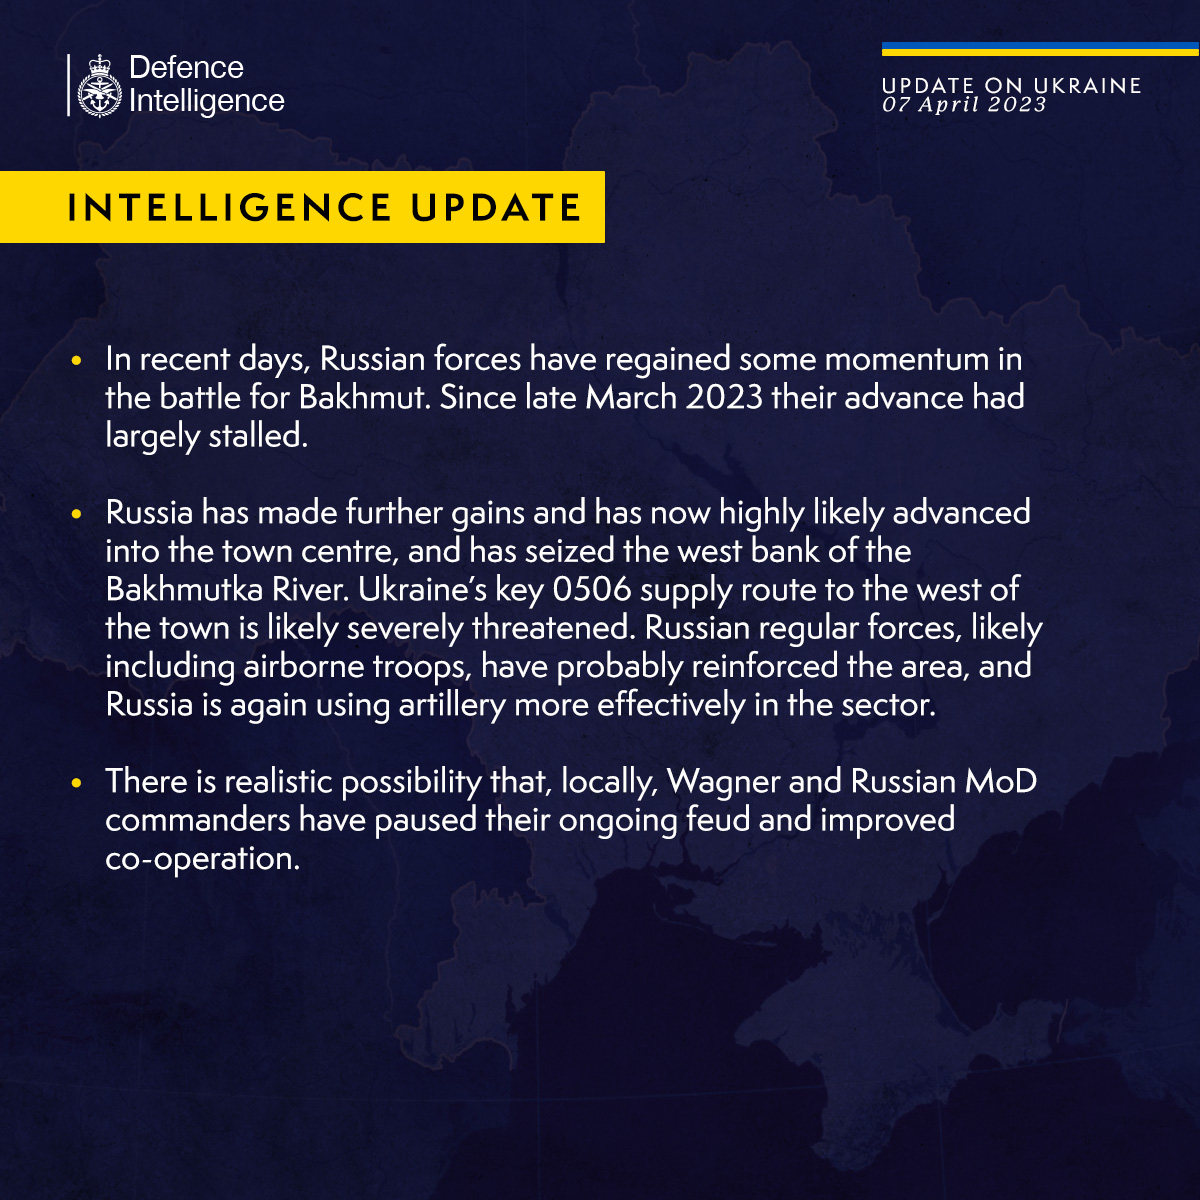 Defence
Intelligence
UPDATE ON UKRAINE
07 April 2023
INTELLIGENCE UPDATE
• In recent days, Russian forces have regained some momentum in
the battle for Bakhmut. Since late March 2023 their advance had
largely stalled.
• Russia has made further gains and has now highly likely advanced
into the town centre, and has seized the west bank of the
Bakhmutka River. Ukraine's key 0506 supply route to the west of
the town is likely severely threatened. Russian regular forces, likely
including airborne troops, have probably reinforced the area, and
Russia is again using artillery more effectively in the sector.
• There is realistic possibility that, locally, Wagner and Russian MoD
commanders have paused their ongoing feud and improved
co-operation.